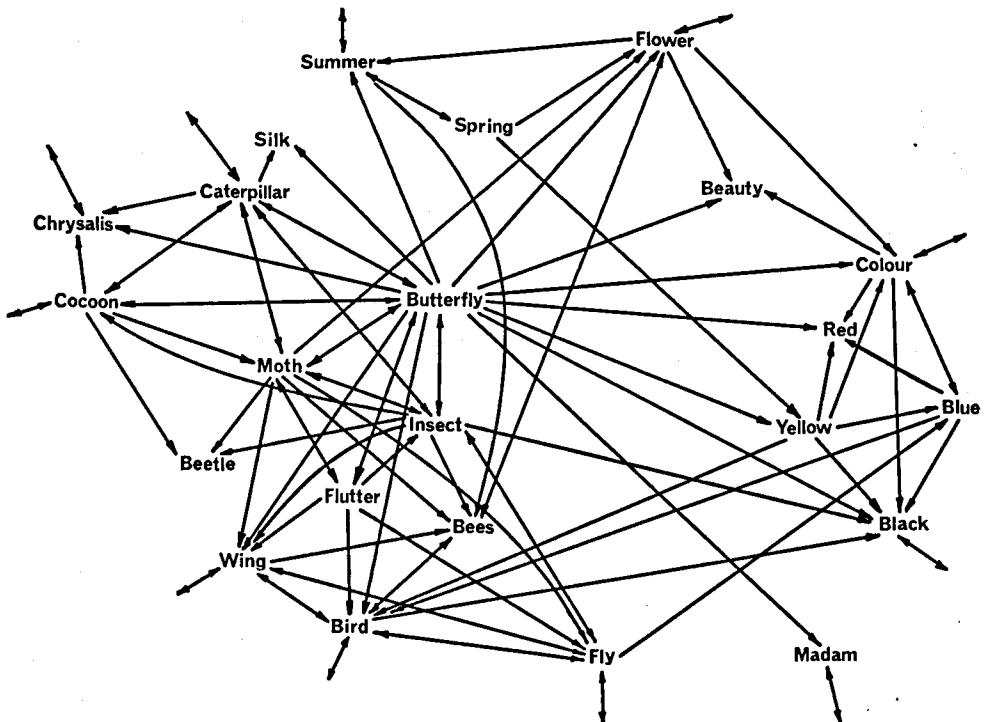 Flower
Summer
Spring
Silk
Beauty
Caterpillar
Chrysalis
Colour
Butterfly
Cocoon
Red
Moth
Blue
Insect
Yellow
Beetle
Flutter
Bees
Black
Wing
Bird
Fly
Madam